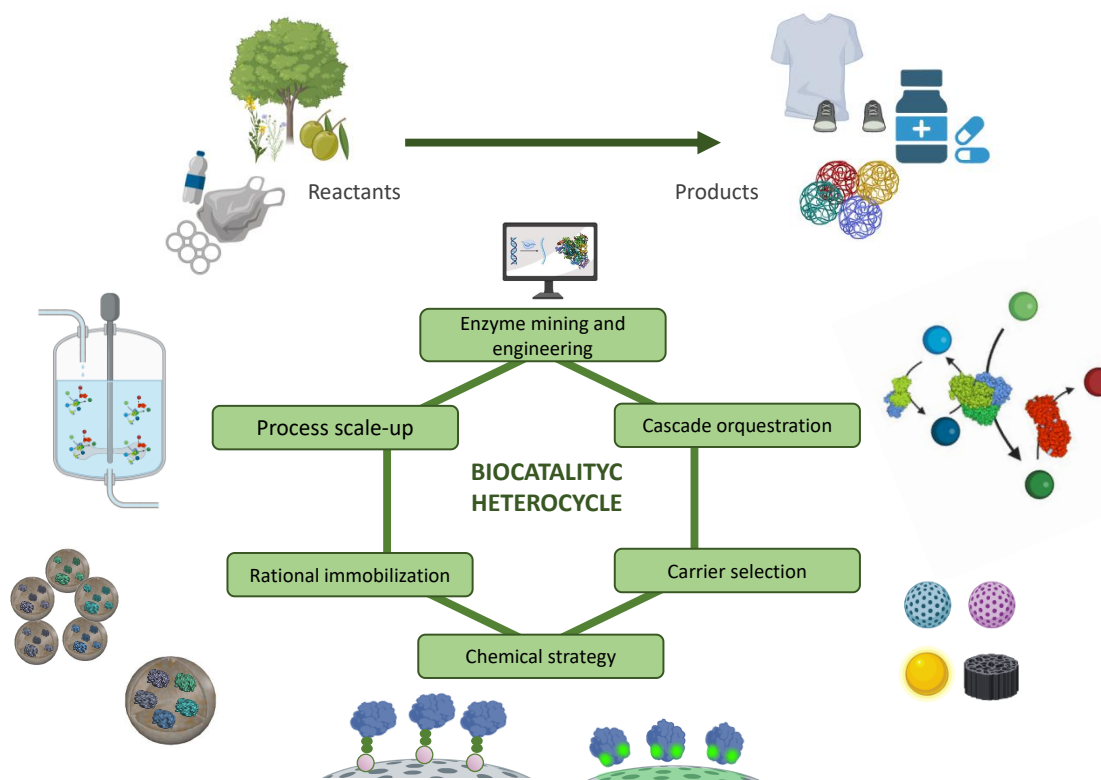 Reactants
Products
Enzyme mining and
engineering
Process scale-up
Cascade orquestration
BIOCATALITYC
HETEROCYCLE
Rational immobilization
Carrier selection
Chemical strategy